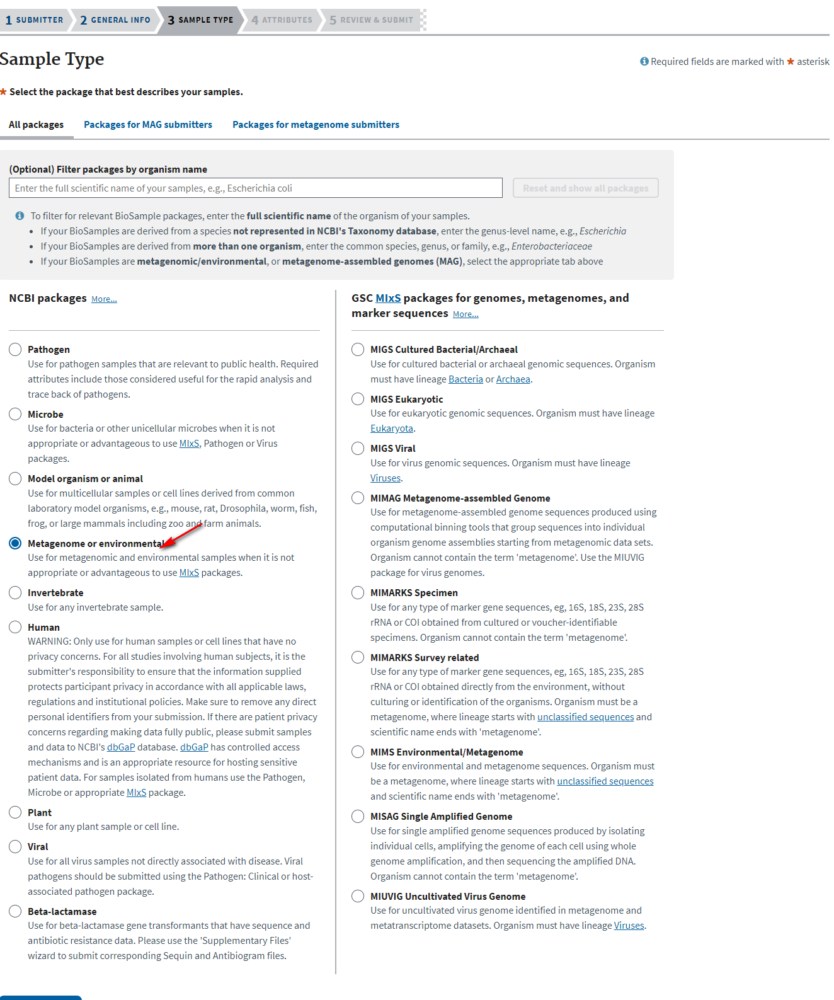 1 SUBMITTER 2 GENERAL INFO 3 SAMPLE TYPE 4 ATTRIBUTES 5 REVIEW & SUBMIT
Sample Type
Required fields are marked with * asterisk
* Select the package that best describes your samples.
All packages Packages for MAG submitters Packages for metagenome submitters
(Optional) Filter packages by organism name
Enter the full scientific name of your samples, e.g., Escherichia coli
Reset and show all packages
To filter for relevant BioSample packages, enter the full scientific name of the organism of your samples.
• If your BioSamples are derived from a species not represented in NCBI's Taxonomy database, enter the genus-level name, e.g., Escherichia
• If your BioSamples are derived from more than one organism, enter the common species, genus, or family, e.g., Enterobacteriaceae
• If your BioSamples are metagenomic/environmental, or metagenome-assembled genomes (MAG), select the appropriate tab above
NCBI packages More...
Pathogen
Use for pathogen samples that are relevant to public health. Required
attributes include those considered useful for the rapid analysis and
trace back of pathogens.
Microbe
Use for bacteria or other unicellular microbes when it is not
appropriate or advantageous to use MIxS, Pathogen or Virus
packages.
Model organism or animal
Use for multicellular samples or cell lines derived from common
laboratory model organisms, e.g., mouse, rat, Drosophila, worm, fish,
frog, or large mammals including zoo and farm animals.
Metagenome or environmental
Use for metagenomic and environmental samples when it is not
appropriate or advantageous to use MIxS packages.
Invertebrate
Use for any invertebrate sample.
Human
WARNING: Only use for human samples or cell lines that have no
privacy concerns. For all studies involving human subjects, it is the
submitter's responsibility to ensure that the information supplied
protects participant privacy in accordance with all applicable laws,
regulations and institutional policies. Make sure to remove any direct
personal identifiers from your submission. If there are patient privacy
concerns regarding making data fully public, please submit samples
and data to NCBI's dbGaP database. dbGaP has controlled access
mechanisms and is an appropriate resource for hosting sensitive
patient data. For samples isolated from humans use the Pathogen,
Microbe or appropriate MIxS package.
Plant
Use for any plant sample or cell line.
Viral
Use for all virus samples not directly associated with disease. Viral
pathogens should be submitted using the Pathogen: Clinical or host-
associated pathogen package.
Beta-lactamase
Use for beta-lactamase gene transformants that have sequence and
antibiotic resistance data. Please use the 'Supplementary Files'
wizard to submit corresponding Sequin and Antibiogram files.
GSC MIxS packages for genomes, metagenomes, and
marker sequences More...
MIGS Cultured Bacterial/Archaeal
Use for cultured bacterial or archaeal genomic sequences. Organism
must have lineage Bacteria or Archaea.
MIGS Eukaryotic
Use for eukaryotic genomic sequences. Organism must have lineage
Eukaryota.
MIGS Viral
Use for virus genomic sequences. Organism must have lineage
Viruses.
MIMAG Metagenome-assembled Genome
Use for metagenome-assembled genome sequences produced using
computational binning tools that group sequences into individual
organism genome assemblies starting from metagenomic data sets.
Organism cannot contain the term 'metagenome'. Use the MIUVIG
package for virus genomes.
MIMARKS Specimen
Use for any type of marker gene sequences, eg, 16S, 18S, 23S, 28S
rRNA or COI obtained from cultured or voucher-identifiable
specimens. Organism cannot contain the term 'metagenome'.
MIMARKS Survey related
Use for any type of marker gene sequences, eg, 16S, 18S, 23S, 28S
rRNA or COI obtained directly from the environment, without
culturing or identification of the organisms. Organism must be a
metagenome, where lineage starts with unclassified sequences and
scientific name ends with 'metagenome'.
MIMS Environmental/Metagenome
Use for environmental and metagenome sequences. Organism must
be a metagenome, where lineage starts with unclassified sequences
and scientific name ends with 'metagenome'.
MISAG Single Amplified Genome
Use for single amplified genome sequences produced by isolating
individual cells, amplifying the genome of each cell using whole
genome amplification, and then sequencing the amplified DNA.
Organism cannot contain the term 'metagenome'.
MIUVIG Uncultivated Virus Genome
Use for uncultivated virus genome identified in metagenome and
metatranscriptome datasets. Organism must have lineage Viruses.